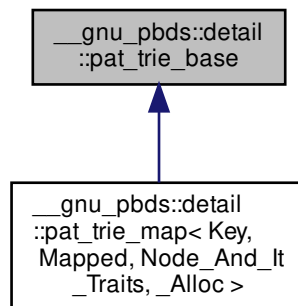 __gnu_pbds::detail
::pat_trie_base
__gnu_pbds::detail
::pat_trie_map< Key,
Mapped, Node_And_It
_Traits, _Alloc >